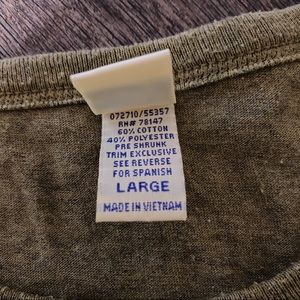 072710/55357
RN# 78147
60% COTTON
40% POLYESTER
PRE SHRUNK
TRIM EXCLUSIVE
SEE REVERSE
FOR SPANISH
LARGE
MADE IN VIETNAM